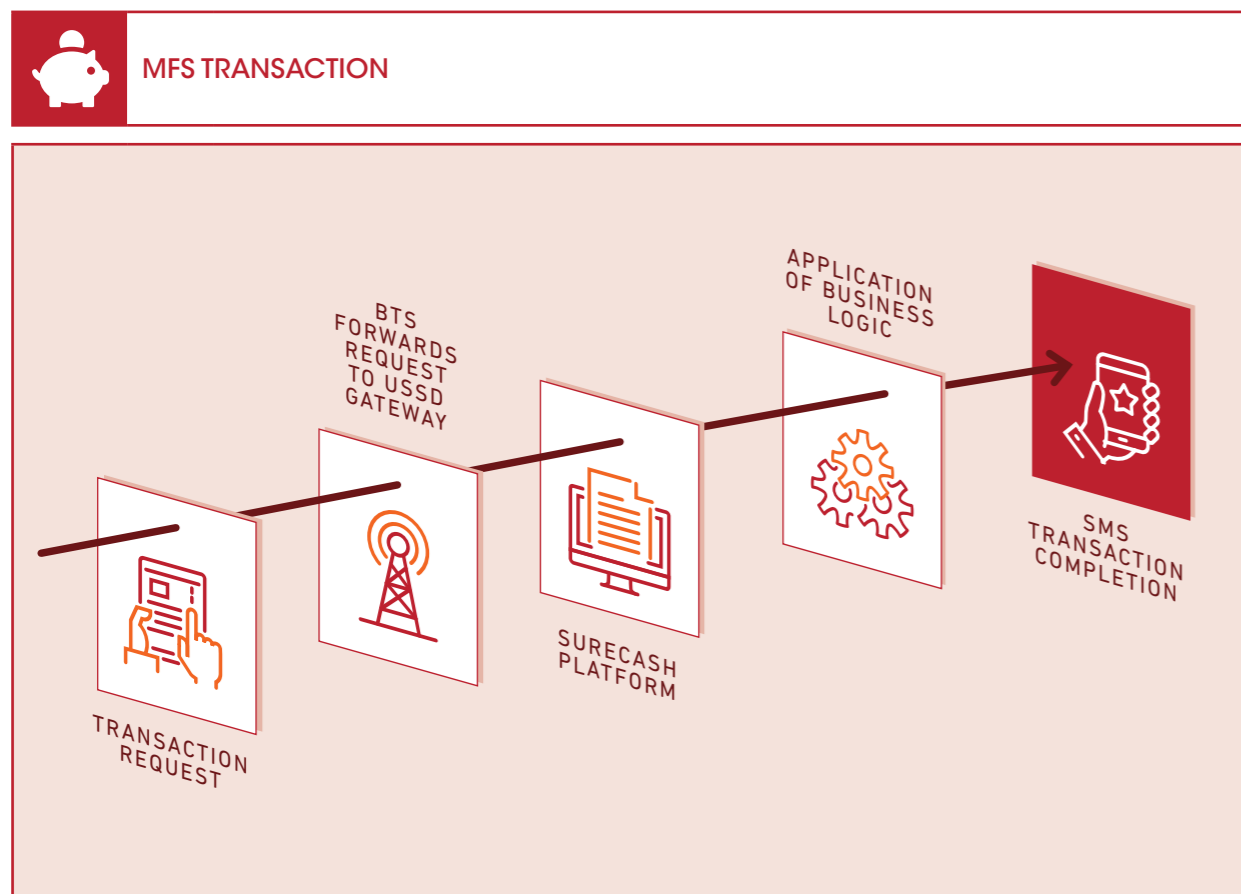 MFS TRANSACTION
TRANSACTION
REQUEST
BTS
FORWARDS
REQUEST
TO USSD
GATEWAY
SURECASH
PLATFORM
APPLICATION
OF BUSINESS
LOGIC
SMS
TRANSACTION
COMPLETION